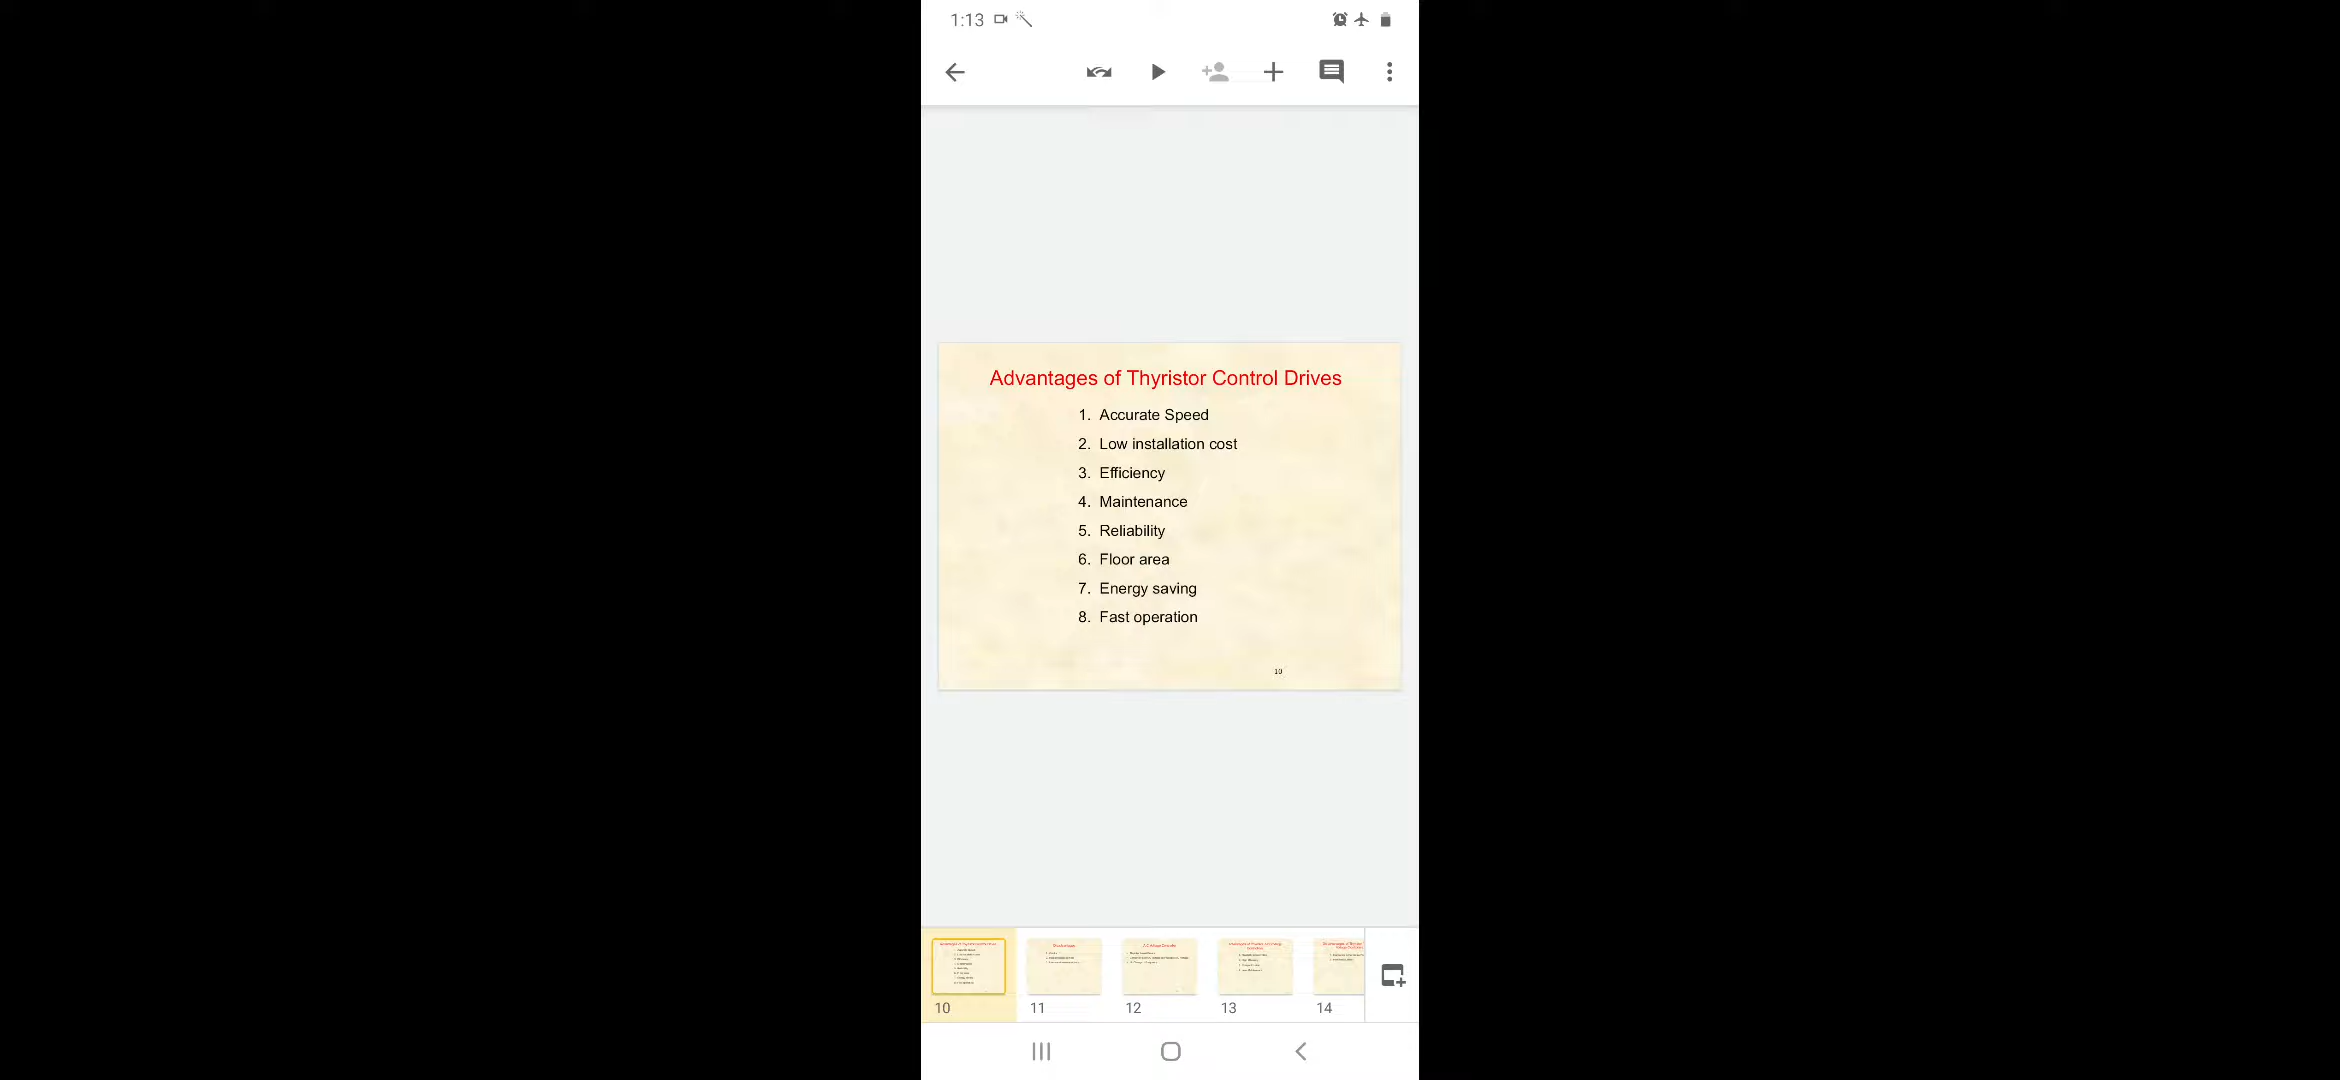 1:13
Advantages of Thyristor Control Drives
1. Accurate Speed
2. Low installation cost
3. Efficiency
4. Maintenance
5. Reliability
6. Floor area
7. Energy saving
8. Fast operation
10
10
11
12
13
14